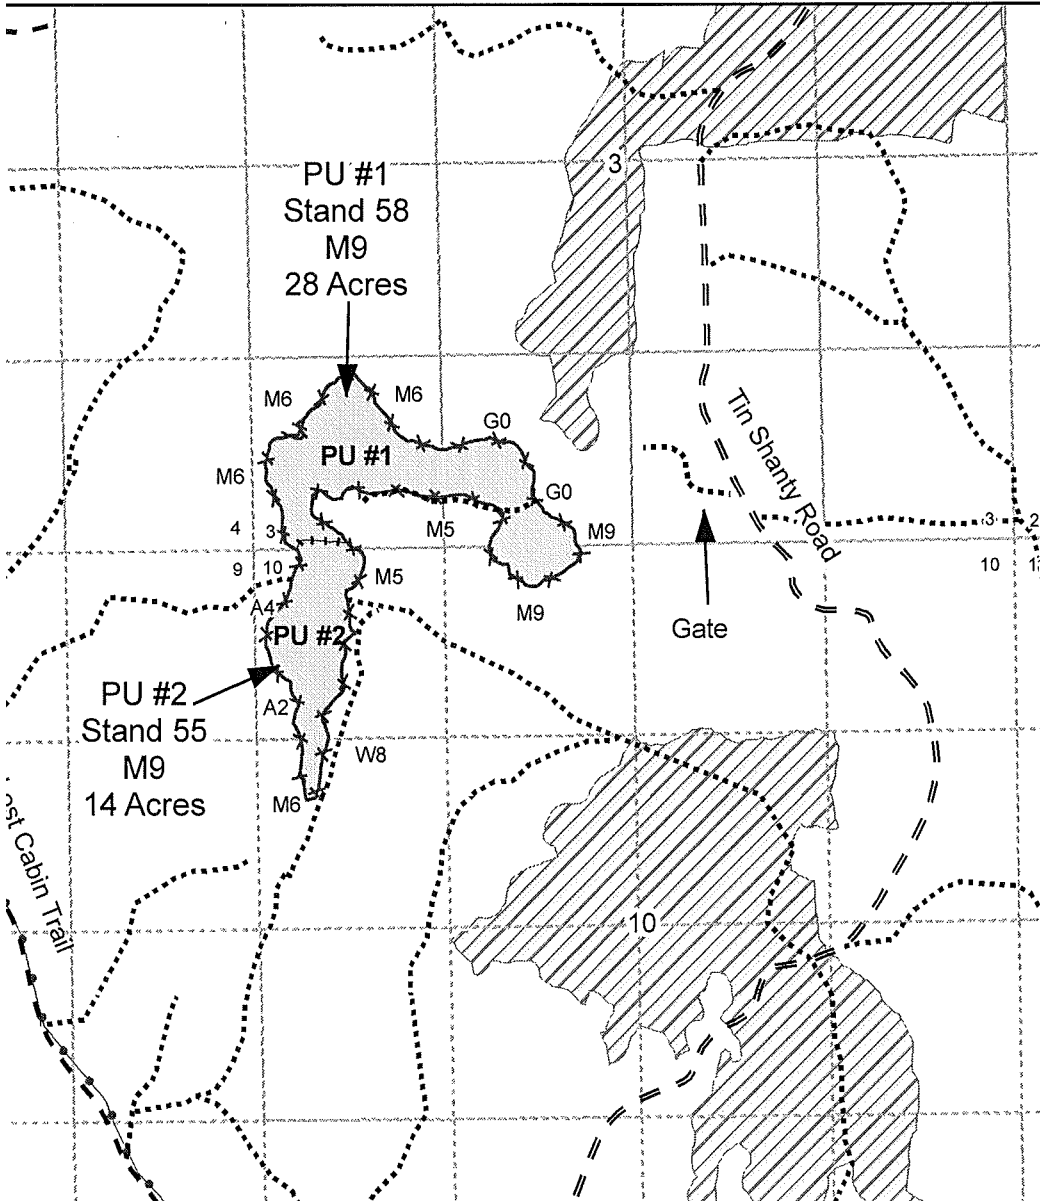 3
PU #1
Stand 58
M9
28 Acres
M6
M6
G0
PU #1
M6
G0
Tin Shanty Road
4
3
M5
M9
3
2
9
10
M5
10
A4
M9
Gate
PU #2
PU #2
Stand 55
M9
14 Acres
A2
W8
M6
Cabin Trail
10